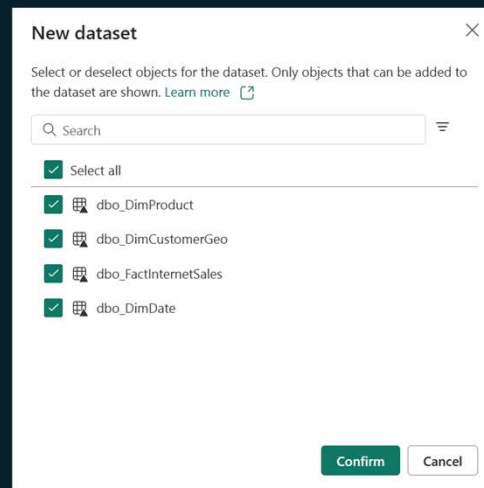 New dataset
Select or deselect objects for the dataset. Only objects that can be added to
the dataset are shown. Learn more
Search
Select all
dbo_DimProduct
dbo_DimCustomerGeo
dbo_FactInternetSales
dbo_DimDate
Confirm Cancel